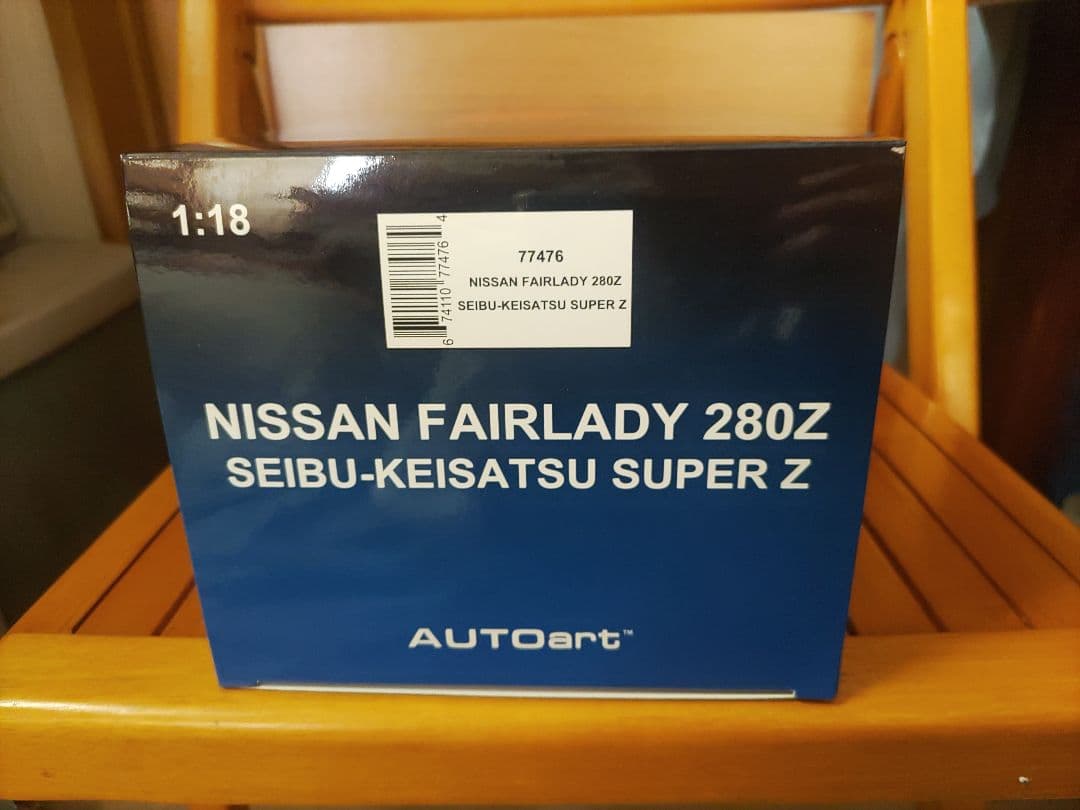 1:18
6 74110 77476 4
77476
NISSAN FAIRLADY 280Z
SEIBU-KEISATSU SUPER Z
NISSAN FAIRLADY 280Z
SEIBU-KEISATSU SUPER Z
AUTOart™